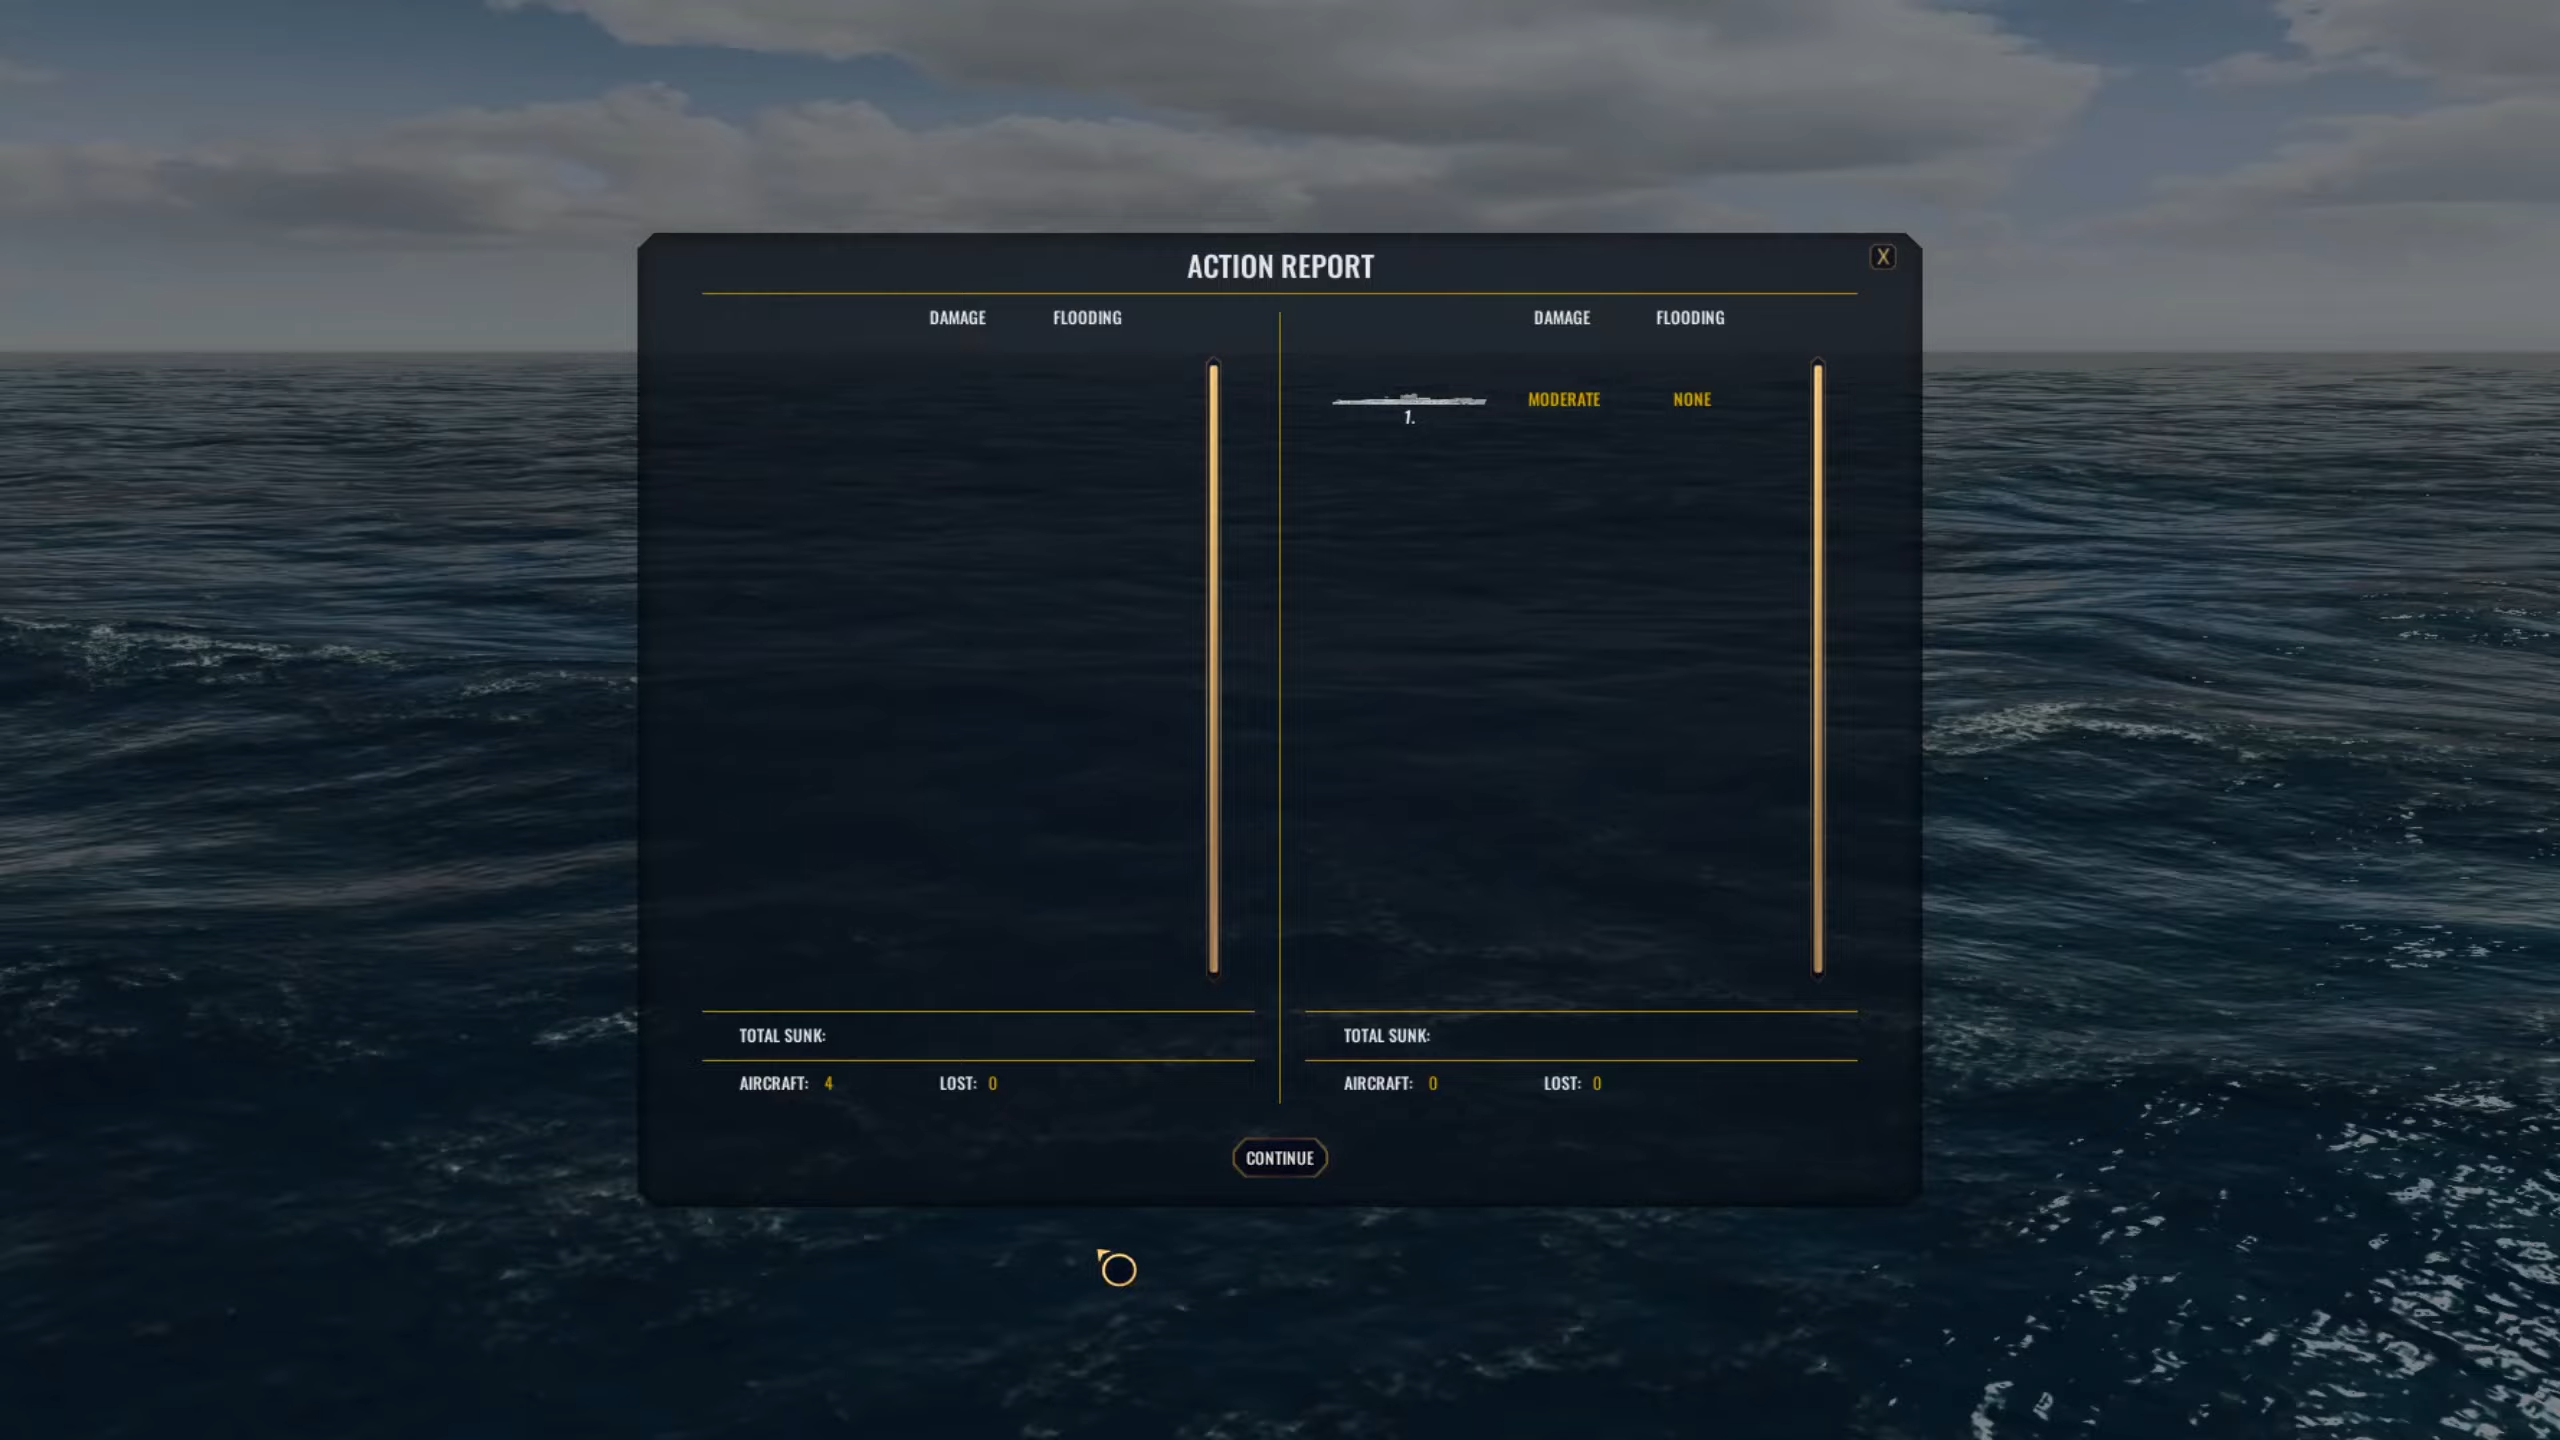 ACTION REPORT
X
DAMAGE FLOODING
DAMAGE FLOODING
MODERATE NONE
1.
TOTAL SUNK:
AIRCRAFT: 4 LOST: 0
TOTAL SUNK:
AIRCRAFT: 0 LOST: 0
CONTINUE